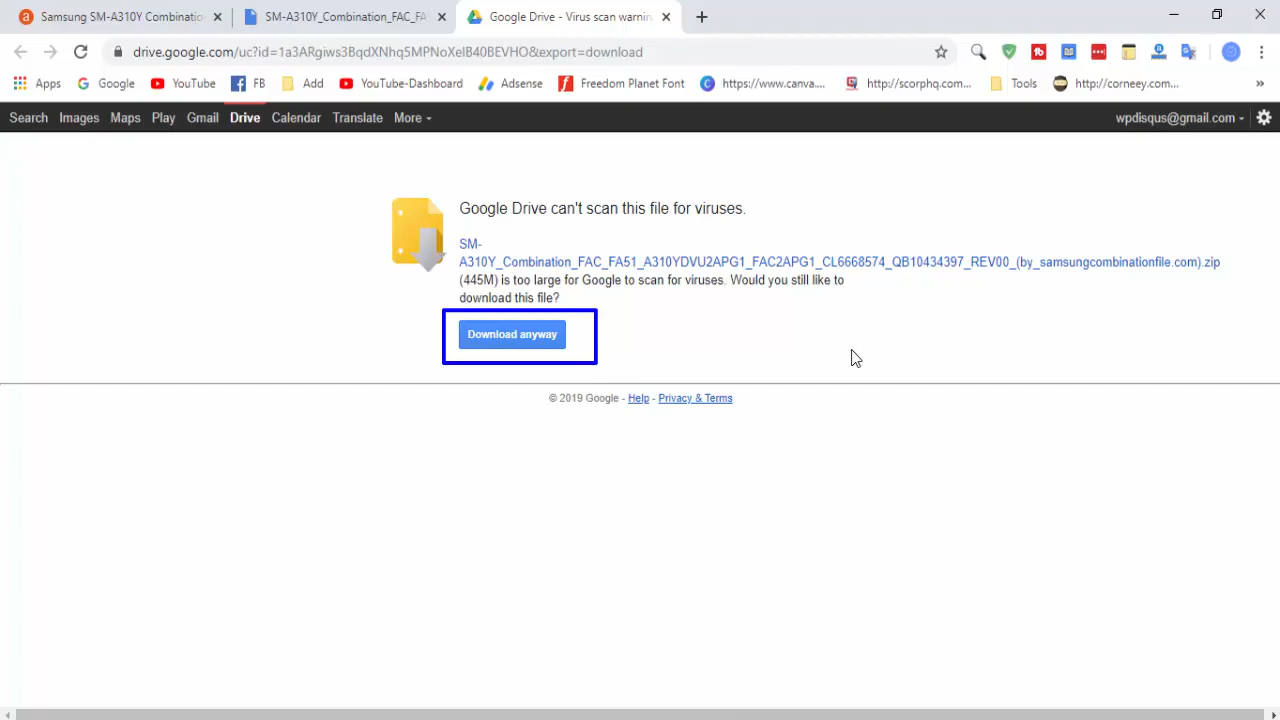 Samsung SM-A310Y Combinatio
SM-A310Y_Combination_FAC_FA
Google Drive - Virus scan warnin
drive.google.com/uc?id=1a3ARgiws3BqdXNhq5MPNoXelB40BEVHO&export=download
Apps
Google
YouTube
FB
Add
YouTube-Dashboard
Adsense
Freedom Planet Font
https://www.canva....
http://scorphq.com...
Tools
http://corneey.com...
Search Images Maps Play Gmail Drive Calendar Translate More
wpdisqus@gmail.com
Google Drive can't scan this file for viruses.
SM-
A310Y_Combination_FAC_FA51_A310YDVU2APG1_FAC2APG1_CL6668574_QB10434397_REV00_(by_samsungcombinationfile.com).zip
(445M) is too large for Google to scan for viruses. Would you still like to
download this file?
Download anyway
© 2019 Google - Help - Privacy & Terms